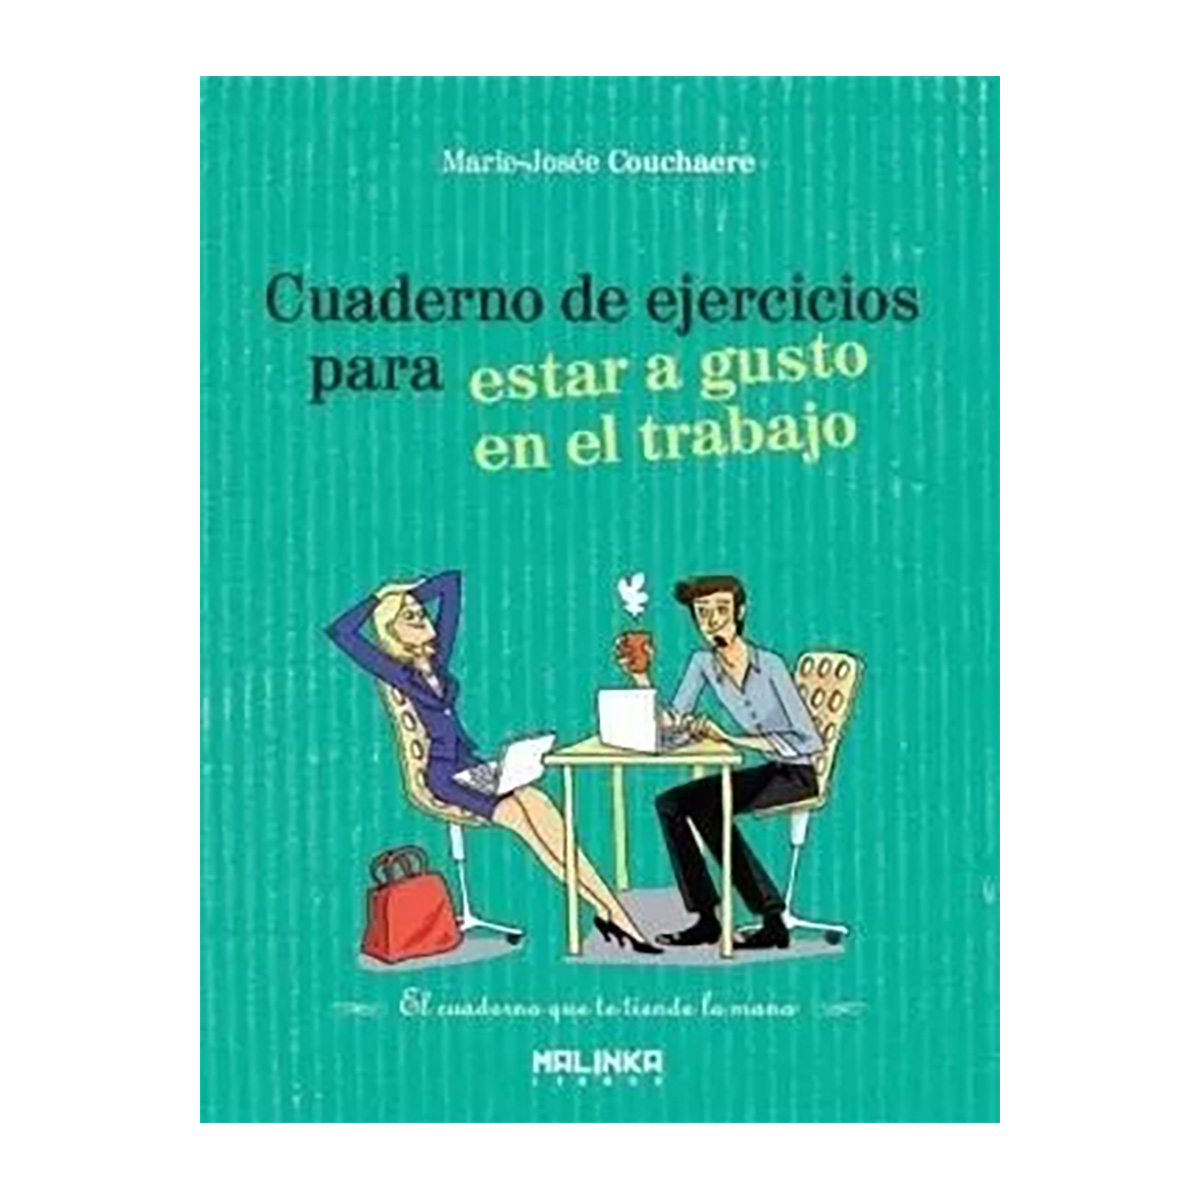 Marie-Josée Couchaere
Cuaderno de ejercicios
para estar a gusto
en el trabajo
El cuaderno que te tiende la mano
MALINKA
LIBROS